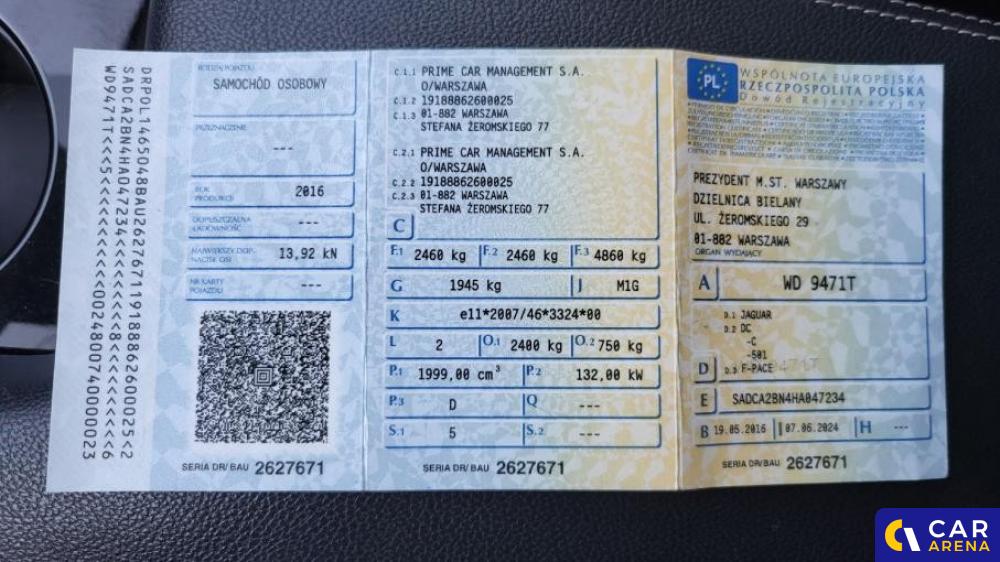 DRPOL1465048BAU2627671191888626000025<2
SADCA2BN4HA047234<<<<<<<<<<<<<<<8<<<<<6
WD9471T<<<5<<<<<<<<<<<<<0024800740000023
RODZAJ POJAZDU
SAMOCHÓD OSOBOWY
PRZEZNACZENIE
---
ROK PRODUKCJI 2016
DOPUSZCZALNA ŁADOWNOŚĆ ---
NAJWIĘKSZY DOP. NACISK OSI 13,92 kN
NR KARTY POJAZDU ---
SERIA DR/BAU 2627671
C.1.1 PRIME CAR MANAGEMENT S.A.
O/WARSZAWA
C.1.2 19188862600025
C.1.3 01-882 WARSZAWA
STEFANA ŻEROMSKIEGO 77
C.2.1 PRIME CAR MANAGEMENT S.A.
O/WARSZAWA
C.2.2 19188862600025
C.2.3 01-882 WARSZAWA
STEFANA ŻEROMSKIEGO 77
C
F.1 2460 kg F.2 2460 kg F.3 4860 kg
G 1945 kg J M1G
K e11*2007/46*3324*00
L 2 O.1 2400 kg O.2 750 kg
P.1 1999,00 cm³ P.2 132,00 kW
P.3 D Q ---
S.1 5 S.2 ---
SERIA DR/BAU 2627671
PL
WSPÓLNOTA EUROPEJSKA
RZECZPOSPOLITA POLSKA
Dowód Rejestracyjny
PREZYDENT M.ST. WARSZAWY
DZIELNICA BIELANY
UL. ŻEROMSKIEGO 29
01-882 WARSZAWA
ORGAN WYDAJĄCY
A WD 9471T
D.1 JAGUAR
D.2 DC
-C
-501
D D.3 F-PACE
E SADCA2BN4HA047234
B 19.05.2016 I 07.06.2024 H ---
SERIA DR/BAU 2627671
CAR
ARENA